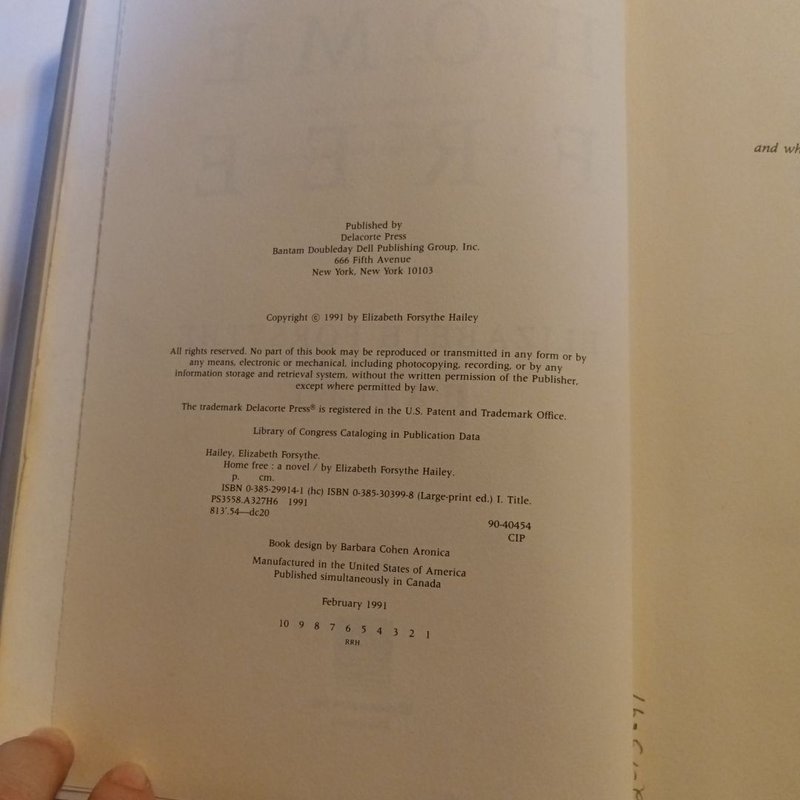 Published by
Delacorte Press
Bantam Doubleday Dell Publishing Group, Inc.
666 Fifth Avenue
New York, New York 10103
Copyright © 1991 by Elizabeth Forsythe Hailey
All rights reserved. No part of this book may be reproduced or transmitted in any form or by
any means, electronic or mechanical, including photocopying, recording, or by any
information storage and retrieval system, without the written permission of the Publisher,
except where permitted by law.
The trademark Delacorte Press® is registered in the U.S. Patent and Trademark Office.
Library of Congress Cataloging in Publication Data
Hailey, Elizabeth Forsythe.
Home free : a novel / by Elizabeth Forsythe Hailey.
p. cm.
ISBN 0-385-29914-1 (hc) ISBN 0-385-30399-8 (Large-print ed.) I. Title.
PS3558.A327H6 1991
813'.54—dc20
90-40454
CIP
Book design by Barbara Cohen Aronica
Manufactured in the United States of America
Published simultaneously in Canada
February 1991
10 9 8 7 6 5 4 3 2 1
RRH
and wh